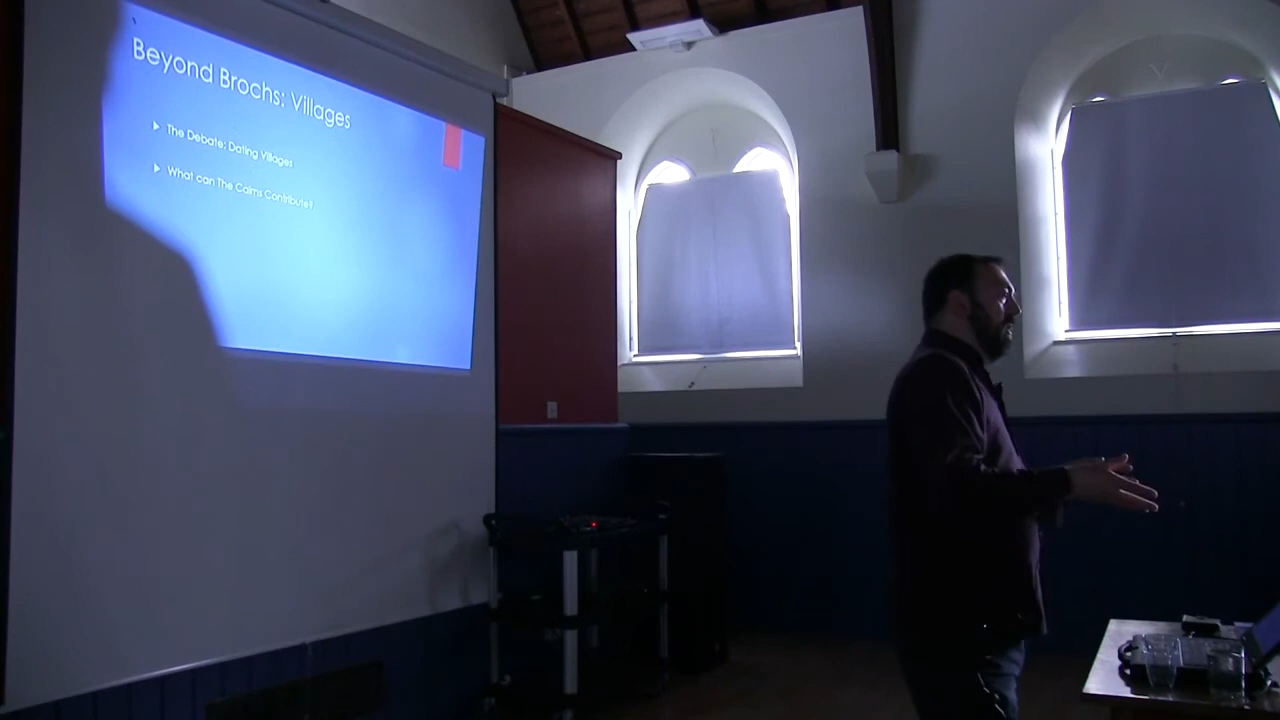 Beyond Brochs: Villages
The Debate: Dating Villages
What can The Cairns Contribute?